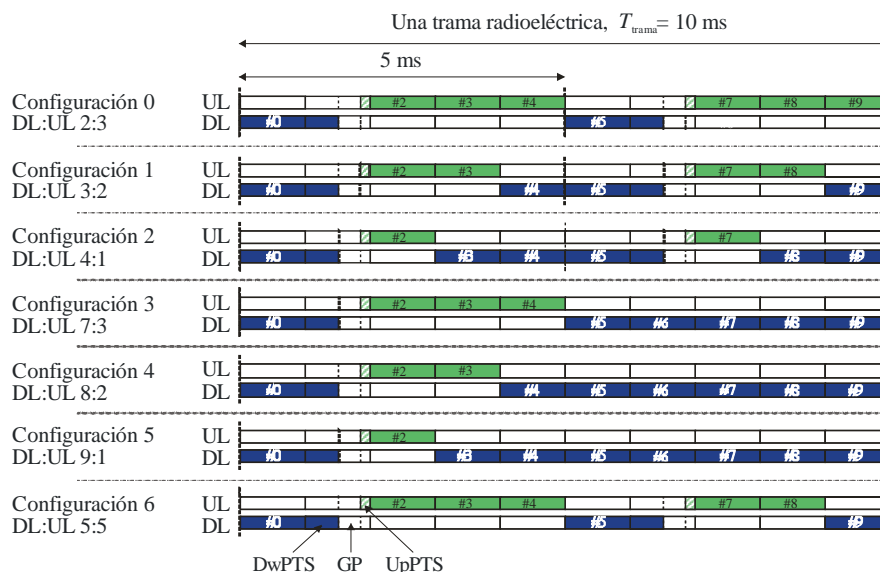 Una trama radioeléctrica, T trama = 10 ms
5 ms
Configuración 0 UL #2 #3 #4 #7 #8 #9
DL:UL 2:3 DL #0 #5
Configuración 1 UL #2 #3 #7 #8
DL:UL 3:2 DL #0 #4 #5 #9
Configuración 2 UL #2 #7
DL:UL 4:1 DL #0 #3 #4 #5 #8 #9
Configuración 3 UL #2 #3 #4
DL:UL 7:3 DL #0 #5 #6 #7 #8 #9
Configuración 4 UL #2 #3
DL:UL 8:2 DL #0 #4 #5 #6 #7 #8 #9
Configuración 5 UL #2
DL:UL 9:1 DL #0 #3 #4 #5 #6 #7 #8 #9
Configuración 6 UL #2 #3 #4 #7 #8
DL:UL 5:5 DL #0 #5 #9
DwPTS GP UpPTS